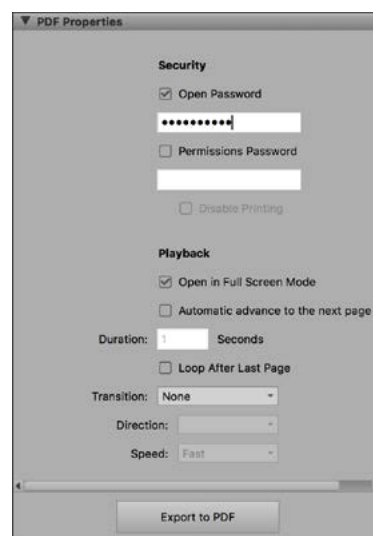 PDF Properties
Security
Open Password
••••••••••
Permissions Password
Disable Printing
Playback
Open in Full Screen Mode
Automatic advance to the next page
Duration: 1 Seconds
Loop After Last Page
Transition: None
Direction:
Speed: Fast
Export to PDF